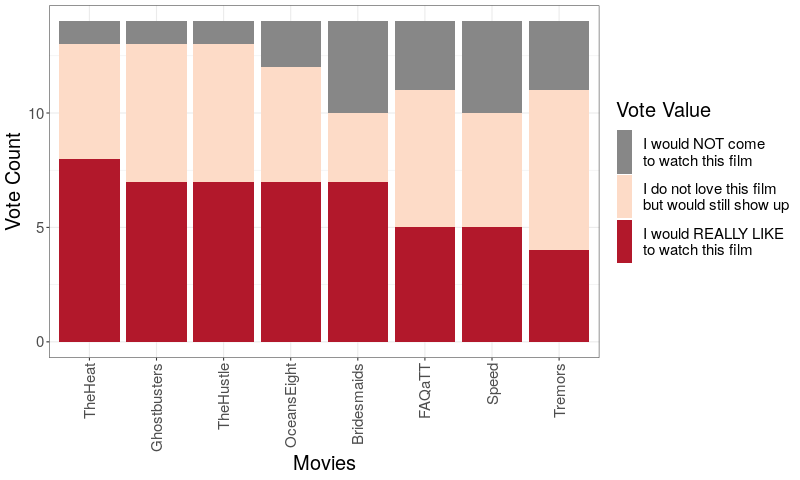 Vote Count
10
5
0
TheHeat
Ghostbusters
TheHustle
OceansEight
Bridesmaids
FAQaTT
Speed
Tremors
Movies
Vote Value
I would NOT come
to watch this film
I do not love this film
but would still show up
I would REALLY LIKE
to watch this film